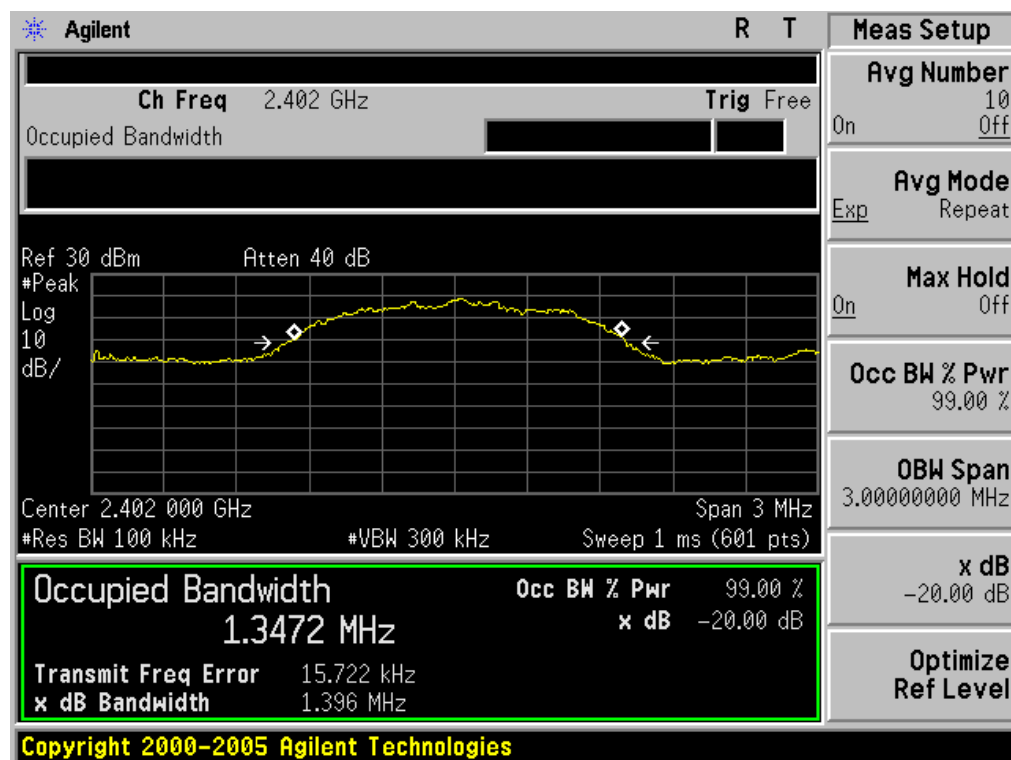 Agilent R T
Ch Freq 2.402 GHz Trig Free
Occupied Bandwidth
Ref 30 dBm Atten 40 dB
#Peak
Log
10
dB/
Center 2.402 000 GHz Span 3 MHz
#Res BW 100 kHz #VBW 300 kHz Sweep 1 ms (601 pts)
Occupied Bandwidth Occ BW % Pwr 99.00 %
1.3472 MHz x dB -20.00 dB
Transmit Freq Error 15.722 kHz
x dB Bandwidth 1.396 MHz
Meas Setup
Avg Number
10
On Off
Avg Mode
Exp Repeat
Max Hold
On Off
Occ BW % Pwr
99.00 %
OBW Span
3.00000000 MHz
x dB
-20.00 dB
Optimize
Ref Level
Copyright 2000-2005 Agilent Technologies